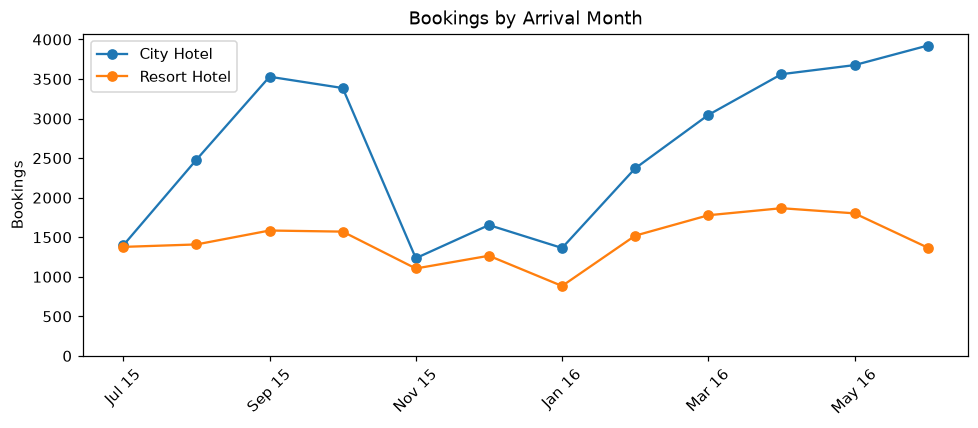 Bookings by Arrival Month
City Hotel
Resort Hotel
Bookings
4000
3500
3000
2500
2000
1500
1000
500
0
Jul 15
Sep 15
Nov 15
Jan 16
Mar 16
May 16